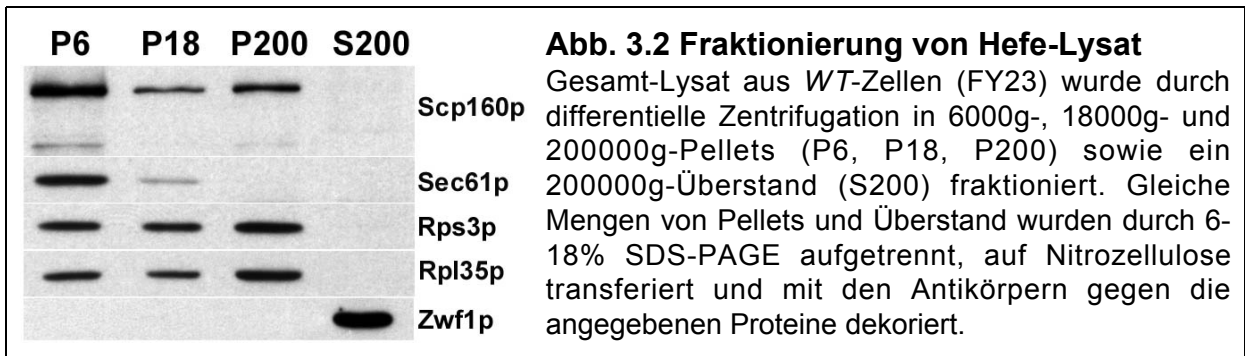 P6 P18 P200 S200
Scp160p
Sec61p
Rps3p
Rpl35p
Zwf1p
Abb. 3.2 Fraktionierung von Hefe-Lysat
Gesamt-Lysat aus WT-Zellen (FY23) wurde durch
differentielle Zentrifugation in 6000g-, 18000g- und
200000g-Pellets (P6, P18, P200) sowie ein
200000g-Überstand (S200) fraktioniert. Gleiche
Mengen von Pellets und Überstand wurden durch 6-
18% SDS-PAGE aufgetrennt, auf Nitrozellulose
transferiert und mit den Antikörpern gegen die
angegebenen Proteine dekoriert.